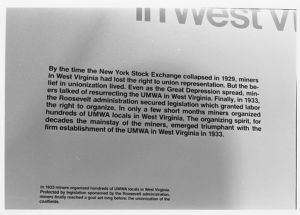 in West Vi
By the time the New York Stock Exchange collapsed in 1929, miners
in West Virginia had lost the right to union representation. But the be-
lief in unionization lived. Even as the Great Depression spread, min-
ers talked of resurrecting the UMWA in West Virginia. Finally, in 1933,
the Roosevelt administration secured legislation which granted labor
the right to organize. In only a few short months miners organized
hundreds of UMWA locals in West Virginia. The organizing spirit, for
decades the mainstay of the miners, emerged triumphant with the
firm establishment of the UMWA in West Virginia in 1933.
In 1933 miners organized hundreds of UMWA locals in West Virginia.
Protected by legislation sponsored by the Roosevelt administration,
miners finally reached a goal set long before: the unionization of the
coalfields.